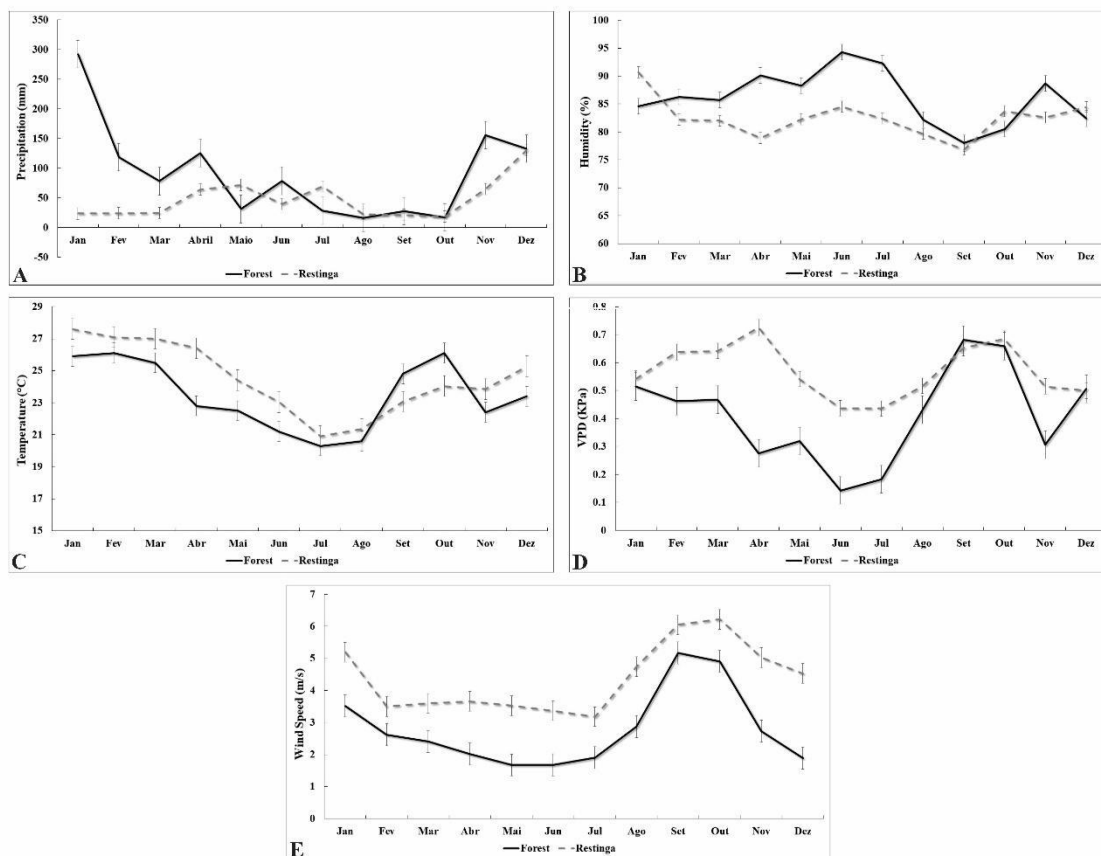 350
300
250
200
150
100
50
0
-50
Precipitation (mm)
Jan Fev Mar Abril Maio Jun Jul Ago Set Out Nov Dez
Forest Restinga
A
100
95
90
85
80
75
70
65
60
Humidity (%)
Jan Fev Mar Abr Mai Jun Jul Ago Set Out Nov Dez
Forest Restinga
B
29
27
25
23
21
19
17
15
Temperature (°C)
Jan Fev Mar Abr Mai Jun Jul Ago Set Out Nov Dez
Forest Restinga
C
0.8
0.7
0.6
0.5
0.4
0.3
0.2
0.1
0
VPD (KPa)
Jan Fev Mar Abr Mai Jun Jul Ago Set Out Nov Dez
Forest Restinga
D
7
6
5
4
3
2
1
0
Wind Speed (m/s)
Jan Fev Mar Abr Mai Jun Jul Ago Set Out Nov Dez
Forest Restinga
E